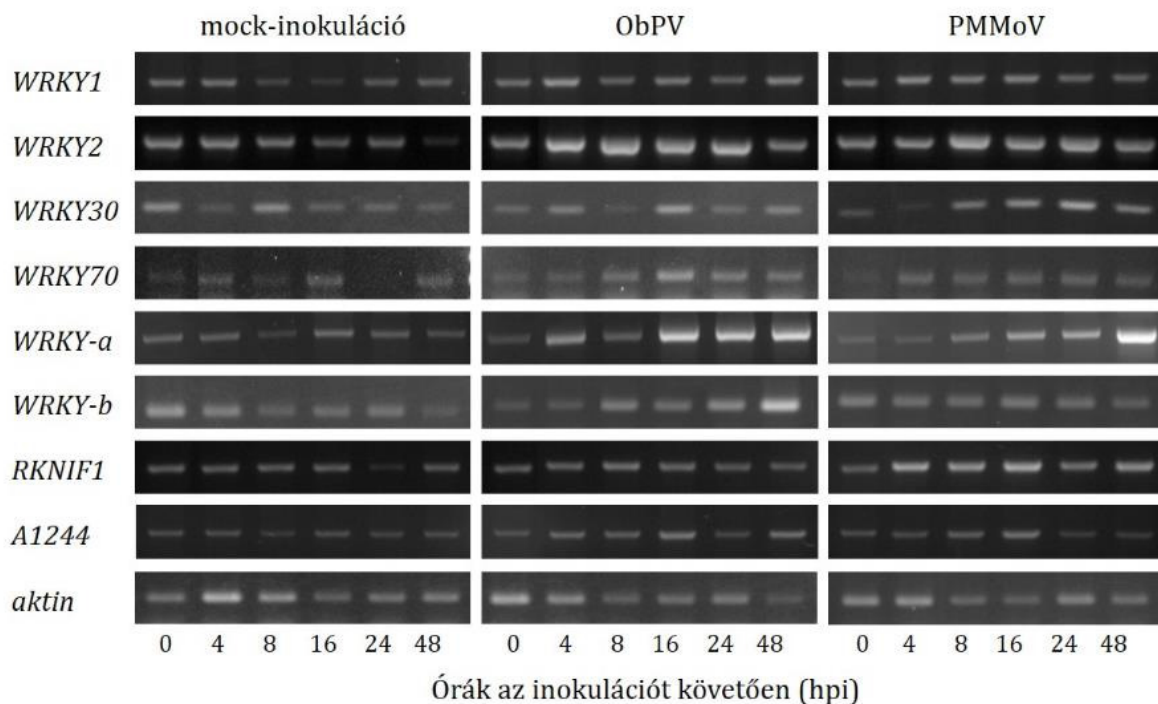 mock-inokuláció ObPV PMMoV
WRKY1
WRKY2
WRKY30
WRKY70
WRKY-a
WRKY-b
RKNIF1
A1244
aktin
0 4 8 16 24 48 0 4 8 16 24 48 0 4 8 16 24 48
Órák az inokulációt követően (hpi)